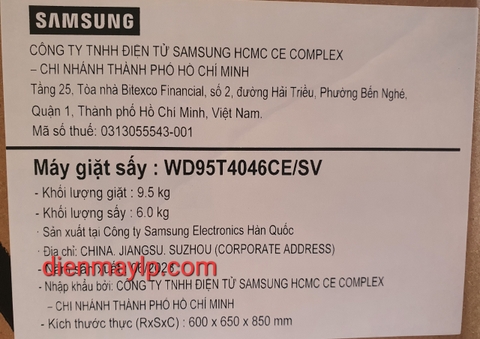 SAMSUNG
CÔNG TY TNHH ĐIỆN TỬ SAMSUNG HCMC CE COMPLEX
– CHI NHÁNH THÀNH PHỐ HỒ CHÍ MINH
Tầng 25, Tòa nhà Bitexco Financial, số 2, đường Hải Triều, Phường Bến Nghé,
Quận 1, Thành phố Hồ Chí Minh, Việt Nam.
Mã số thuế: 0313055543-001
Máy giặt sấy : WD95T4046CE/SV
- Khối lượng giặt : 9.5 kg
- Khối lượng sấy : 6.0 kg
- Sản xuất tại Công ty Samsung Electronics Hàn Quốc
- Địa chỉ: CHINA, JIANGSU. SUZHOU (CORPORATE ADDRESS)
dienmaylp.com
- Nhập khẩu bởi: CÔNG TY TNHH ĐIỆN TỬ SAMSUNG HCMC CE COMPLEX
– CHI NHÁNH THÀNH PHỐ HỒ CHÍ MINH
- Kích thước thực (RxSxC) : 600 x 650 x 850 mm